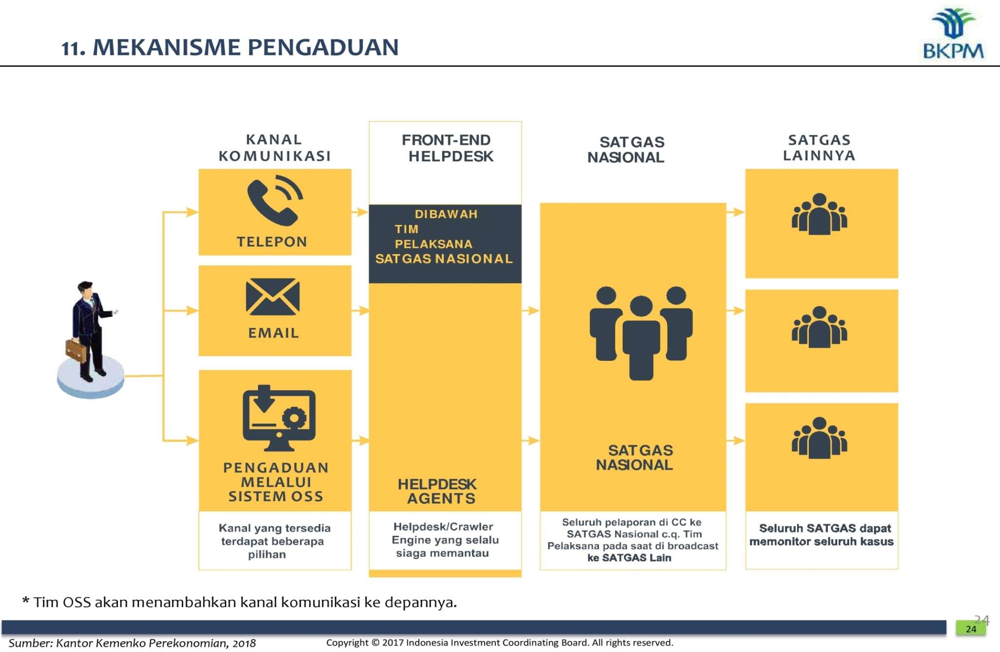 11. MEKANISME PENGADUAN
BKPM
KANAL
KOMUNIKASI
TELEPON
EMAIL
PENGADUAN
MELALUI
SISTEM OSS
Kanal yang tersedia
terdapat beberapa
pilihan
FRONT-END
HELPDESK
DIBAWAH
TIM
PELAKSANA
SATGAS NASIONAL
HELPDESK
AGENTS
Helpdesk/Crawler
Engine yang selalu
siaga memantau
SATGAS
NASIONAL
SATGAS
NASIONAL
Seluruh pelaporan di CC ke
SATGAS Nasional c.q. Tim
Pelaksana pada saat di broadcast
ke SATGAS Lain
SATGAS
LAINNYA
Seluruh SATGAS dapat
memonitor seluruh kasus
* Tim OSS akan menambahkan kanal komunikasi ke depannya.
24
24
Sumber: Kantor Kemenko Perekonomian, 2018
Copyright © 2017 Indonesia Investment Coordinating Board. All rights reserved.